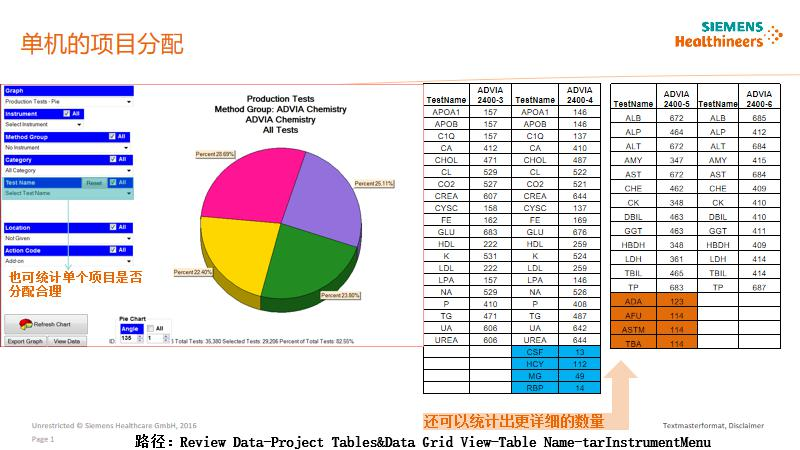 单机的项目分配
SIEMENS
Healthineers
Graph
Production Tests - Pie
Instrument All
Select Instrument
Method Group All
No Instrument
Category All
All Category
Test Name Reset All
Select Test Name
Location All
Not Given
Action Code All
Add-on
也可统计单个项目是否
分配合理
Refresh Chart
Export Graph View Data
Production Tests
Method Group: ADVIA Chemistry
ADVIA Chemistry
All Tests
Percent 28.69%
Percent 25.11%
Percent 22.40%
Percent 23.80%
Pie Chart
Angle All
135 1
Total Tests: 35,380 Selected Tests: 29,206 Percent of Total Tests: 82.55%
TestName ADVIA 2400-3 TestName ADVIA 2400-4
APOA1 157 APOA1 146
APOB 157 APOB 146
C1Q 157 C1Q 137
CA 412 CA 410
CHOL 471 CHOL 487
CL 529 CL 522
CO2 527 CO2 521
CREA 607 CREA 644
CYSC 158 CYSC 137
FE 162 FE 169
GLU 683 GLU 676
HDL 222 HDL 259
K 531 K 524
LDL 222 LDL 259
LPA 157 LPA 146
NA 529 NA 526
P 410 P 408
TG 471 TG 487
UA 606 UA 642
UREA 606 UREA 644
CSF 13
HCY 112
MG 49
RBP 14
TestName ADVIA 2400-5 TestName ADVIA 2400-6
ALB 672 ALB 685
ALP 464 ALP 412
ALT 672 ALT 684
AMY 347 AMY 415
AST 672 AST 684
CHE 462 CHE 409
CK 348 CK 410
DBIL 463 DBIL 410
GGT 463 GGT 411
HBDH 348 HBDH 409
LDH 361 LDH 414
TBIL 465 TBIL 414
TP 683 TP 687
ADA 123
AFU 114
ASTM 114
TBA 114
还可以统计出更详细的数量
Unrestricted © Siemens Healthcare GmbH, 2016
Textmasterformat, Disclaimer
Page 1
路径：Review Data-Project Tables&Data Grid View-Table Name-tarInstrumentMenu